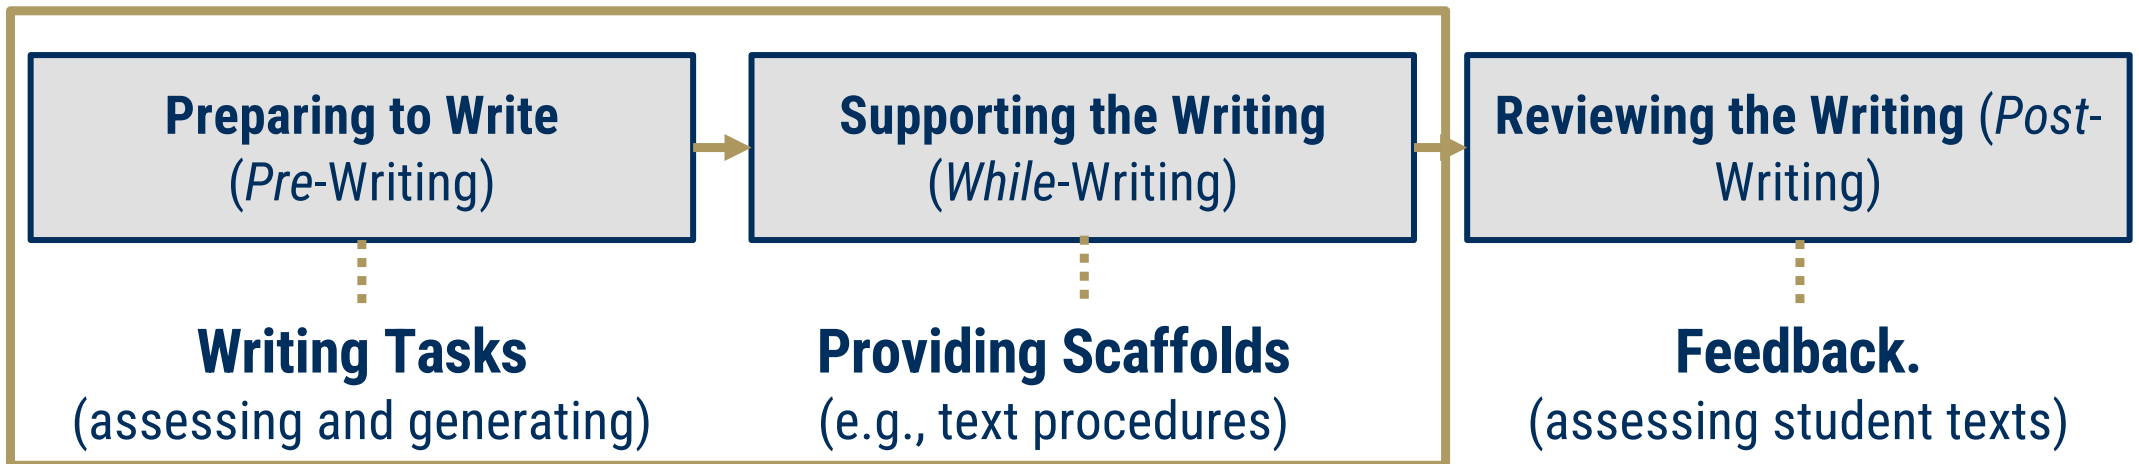 Preparing to Write
(Pre-Writing)
Supporting the Writing
(While-Writing)
Reviewing the Writing (Post-
Writing)
Writing Tasks
(assessing and generating)
Providing Scaffolds
(e.g., text procedures)
Feedback.
(assessing student texts)